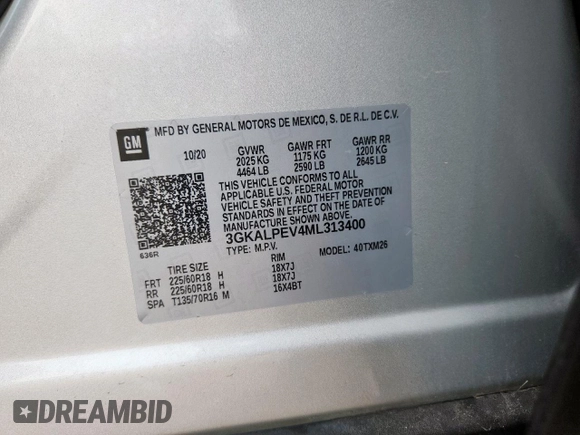 GM
MFD BY GENERAL MOTORS DE MEXICO, S. DE R.L. DE C.V.
10/20 GVWR GAWR FRT GAWR RR
2025 KG 1175 KG 1200 KG
4464 LB 2590 LB 2645 LB
THIS VEHICLE CONFORMS TO ALL
APPLICABLE U.S. FEDERAL MOTOR
VEHICLE SAFETY AND THEFT PREVENTION
STANDARDS IN EFFECT ON THE DATE OF
MANUFACTURE SHOWN ABOVE.
3GKALPEV4ML313400
636R
TYPE: M.P.V. MODEL: 40TXM26
TIRE SIZE RIM
FRT 225/60R18 H 18X7J
RR 225/60R18 H 18X7J
SPA T135/70R16 M 16X4BT
DREAMBID